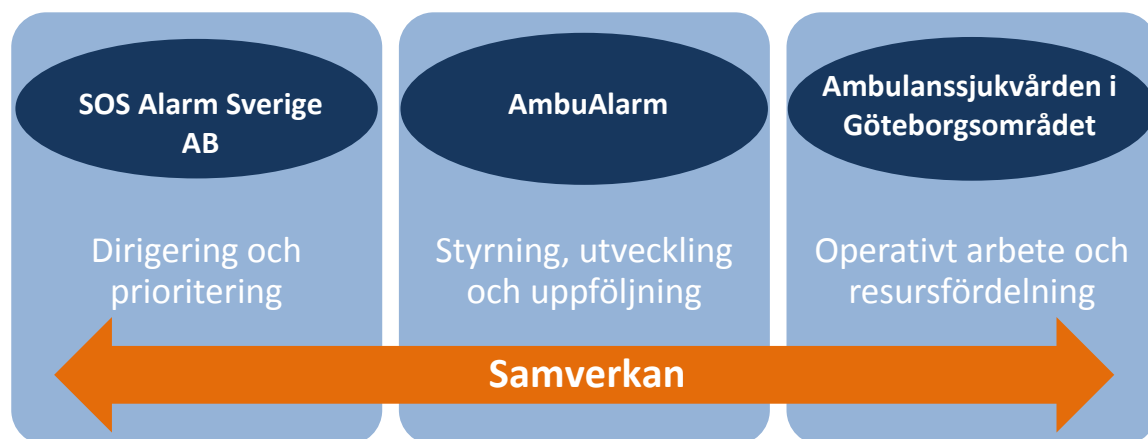 SOS Alarm Sverige
AB
AmbuAlarm
Ambulanssjukvården i
Göteborgsområdet
Dirigering och
prioritering
Styrning, utveckling
och uppföljning
Operativt arbete och
resursfördelning
Samverkan